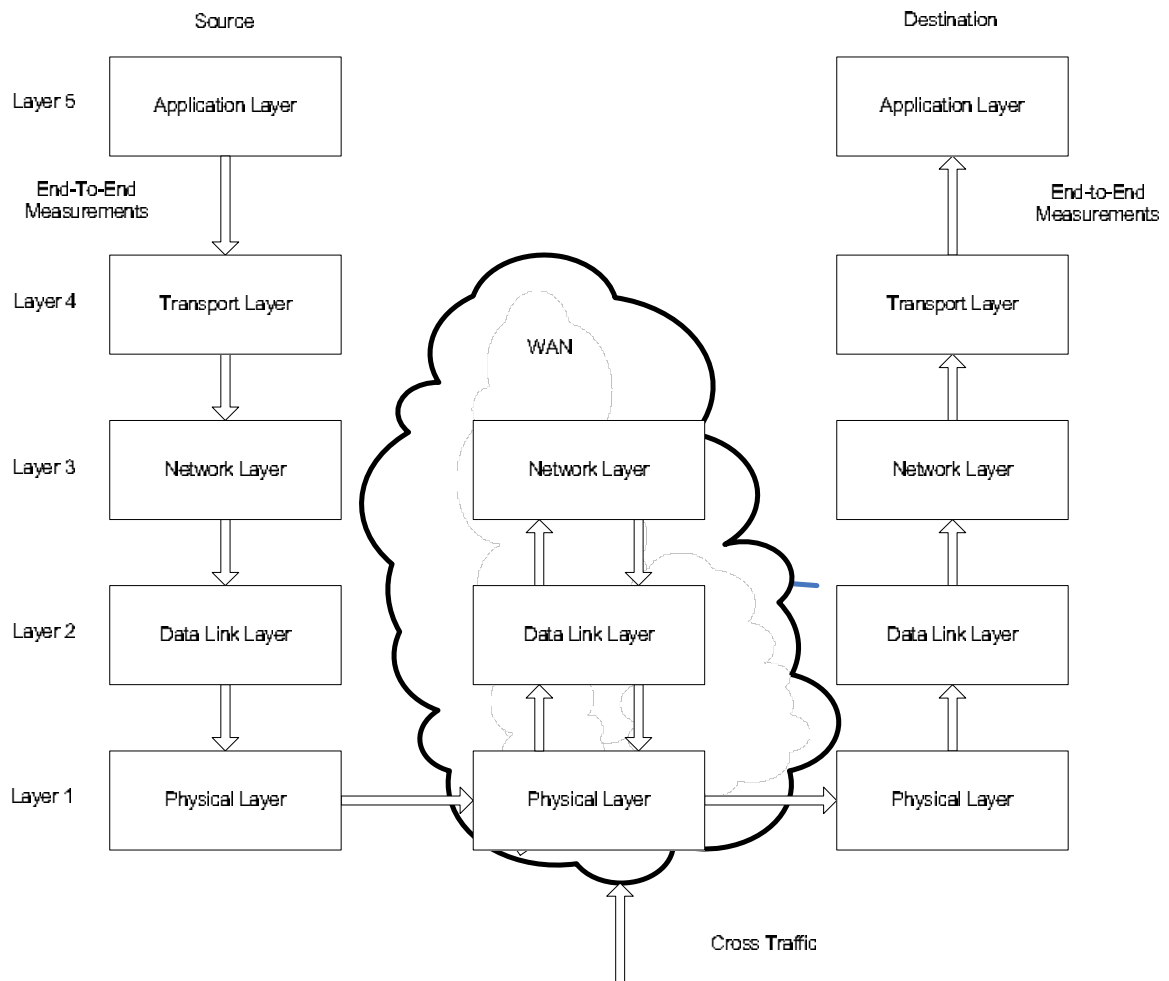 Source
Destination
Layer 5
Application Layer
Application Layer
End-To-End
Measurements
End-to-End
Measurements
Layer 4
Transport Layer
Transport Layer
WAN
Layer 3
Network Layer
Network Layer
Network Layer
Layer 2
Data Link Layer
Data Link Layer
Data Link Layer
Layer 1
Physical Layer
Physical Layer
Physical Layer
Cross Traffic